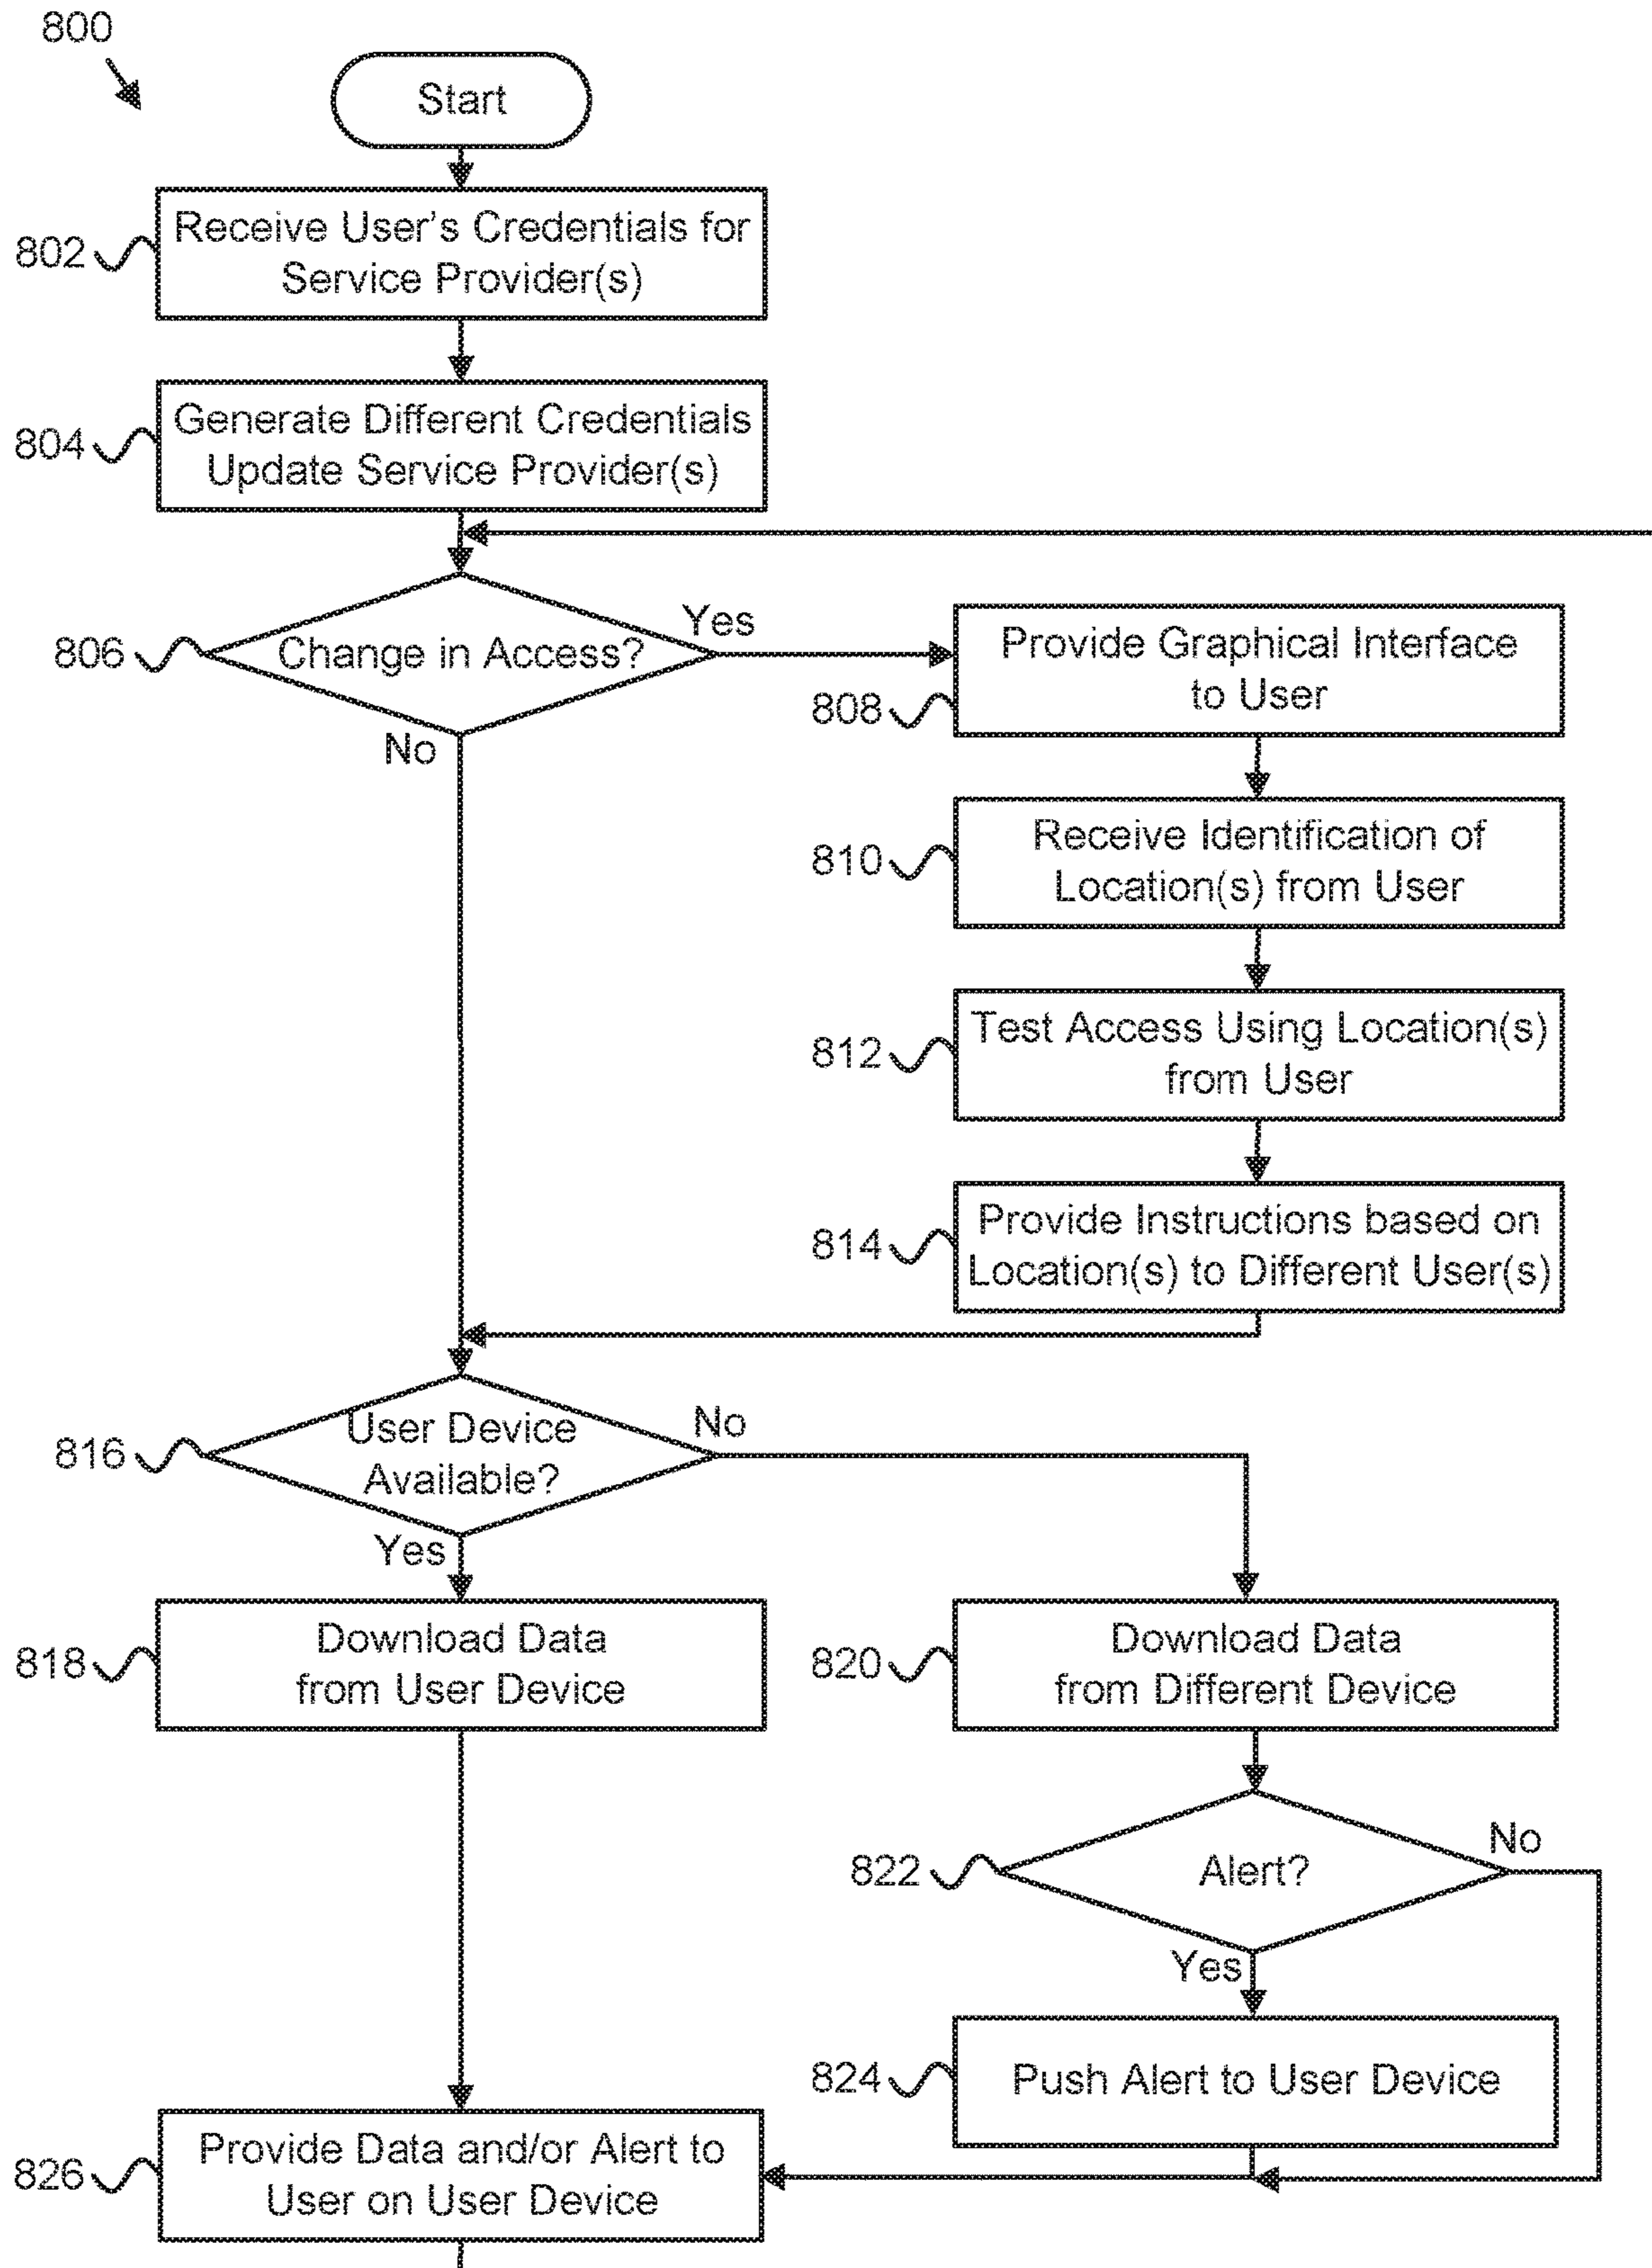 800
Start
802
Receive User's Credentials for
Service Provider(s)
804
Generate Different Credentials
Update Service Provider(s)
806
Change in Access?
Yes
No
808
Provide Graphical Interface
to User
810
Receive Identification of
Location(s) from User
812
Test Access Using Location(s)
from User
814
Provide Instructions based on
Location(s) to Different User(s)
816
User Device
Available?
No
Yes
818
Download Data
from User Device
820
Download Data
from Different Device
822
Alert?
No
Yes
824
Push Alert to User Device
826
Provide Data and/or Alert to
User on User Device